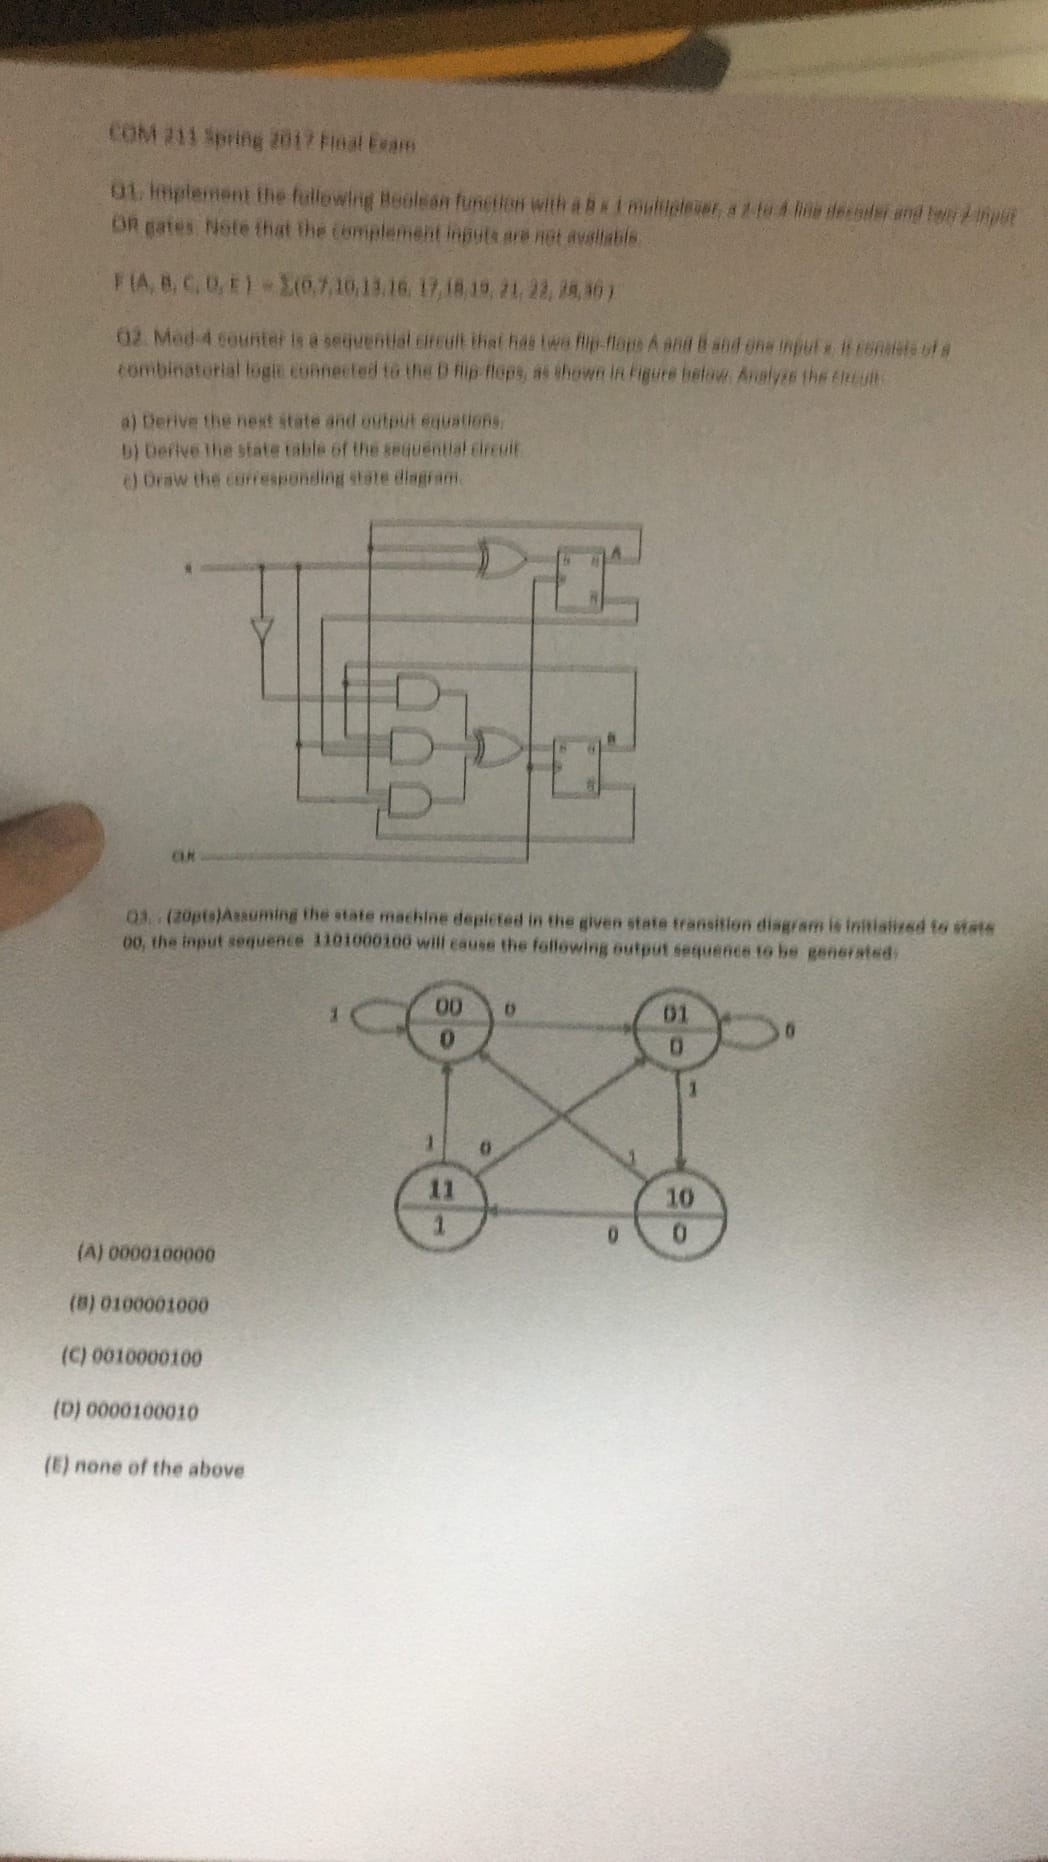 COM 211 Spring 2017 Final Exam
Q1. Implement the following Boolean function with a 8 x 1 multiplexer, a 2-to-4 line decoder and two 2-input
OR gates. Note that the complement inputs are not available.
F (A, B, C, D, E ) = Σ(0,7,10,13,16, 17,18,19, 21, 22, 28,30 )
Q2. Mod-4 counter is a sequential circuit that has two flip-flops A and B and one input x. It consists of a
combinatorial logic connected to the D flip-flops, as shown in Figure below. Analyze the circuit.
a) Derive the next state and output equations.
b) Derive the state table of the sequential circuit
c) Draw the corresponding state diagram.
A
B
CLK
Q3. . (20pts)Assuming the state machine depicted in the given state transition diagram is initialized to state
00, the input sequence 1101000100 will cause the following output sequence to be generated:
1 00 0 01 0
0 0
1
1 0 1
11 10
1 0 0
(A) 0000100000
(B) 0100001000
(C) 0010000100
(D) 0000100010
(E) none of the above